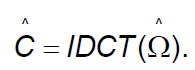 Ĉ = IDCT(Ω̂).